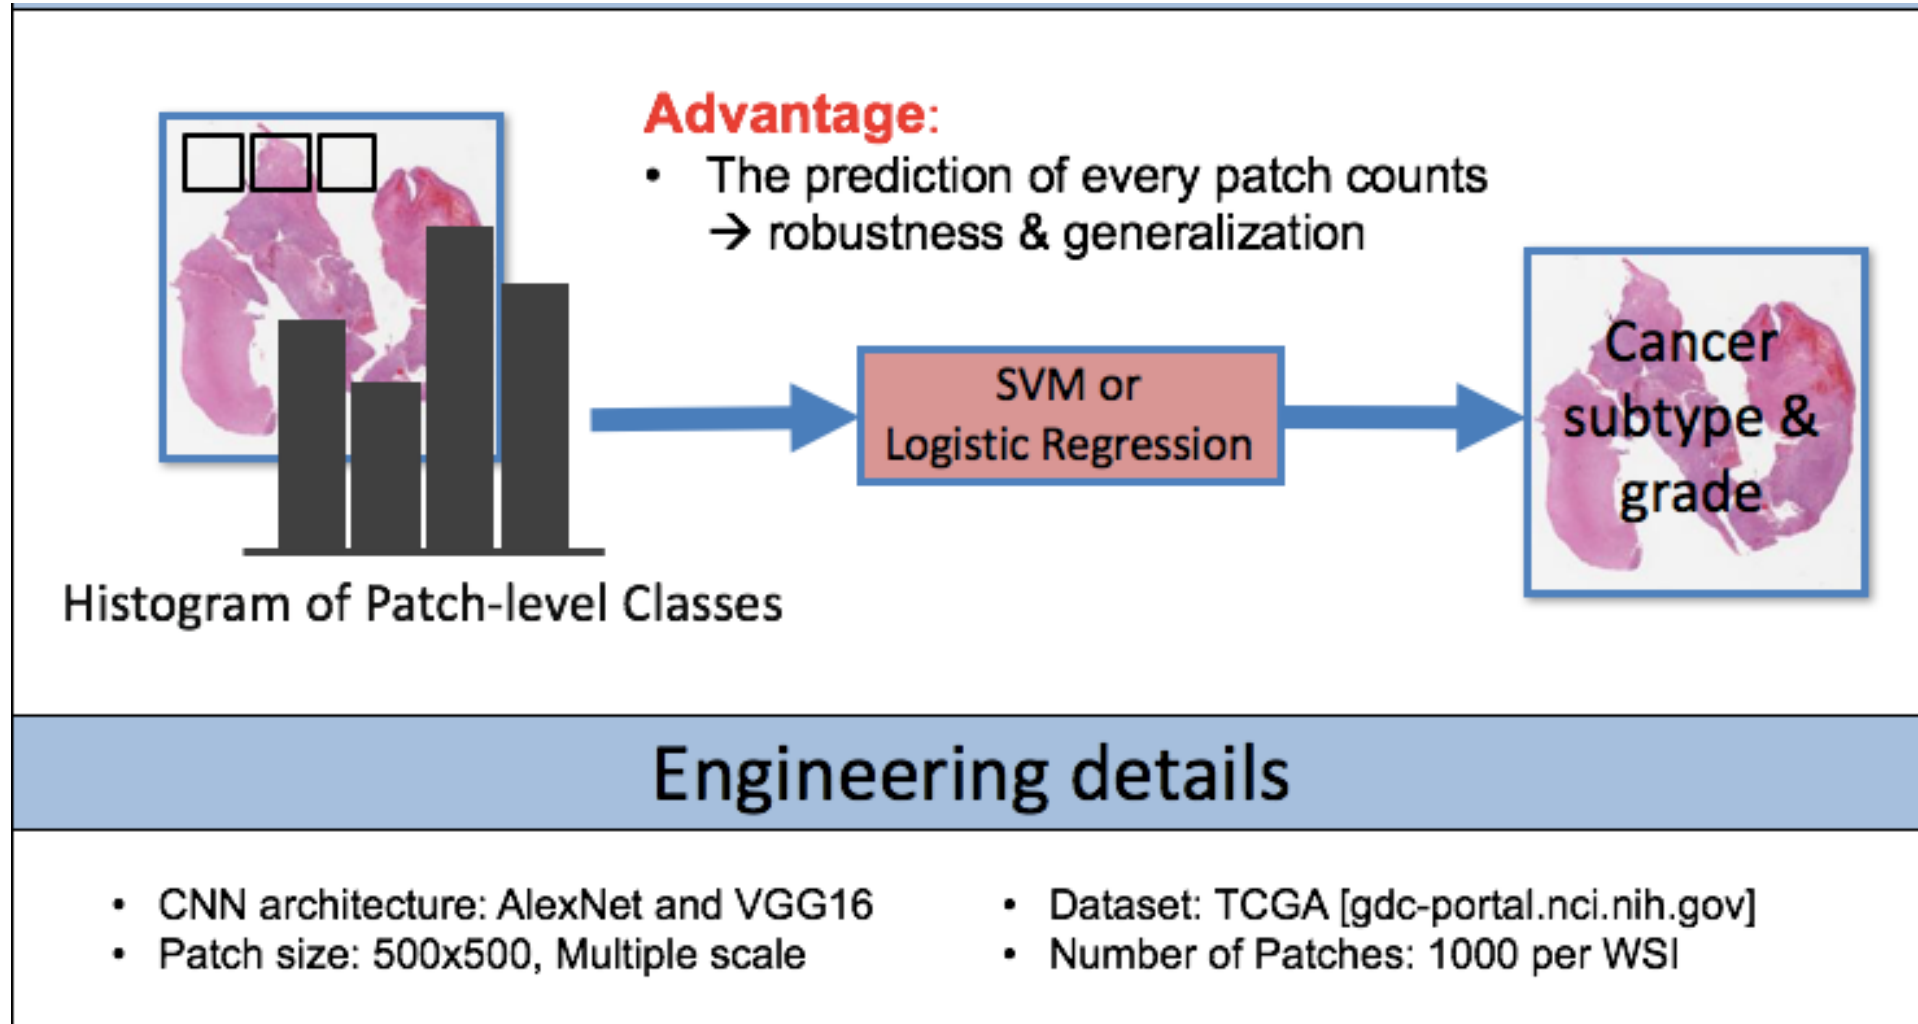 Advantage:
• The prediction of every patch counts
→ robustness & generalization
SVM or
Logistic Regression
Cancer
subtype &
grade
Histogram of Patch-level Classes
Engineering details
• CNN architecture: AlexNet and VGG16
• Patch size: 500x500, Multiple scale
• Dataset: TCGA [gdc-portal.nci.nih.gov]
• Number of Patches: 1000 per WSI